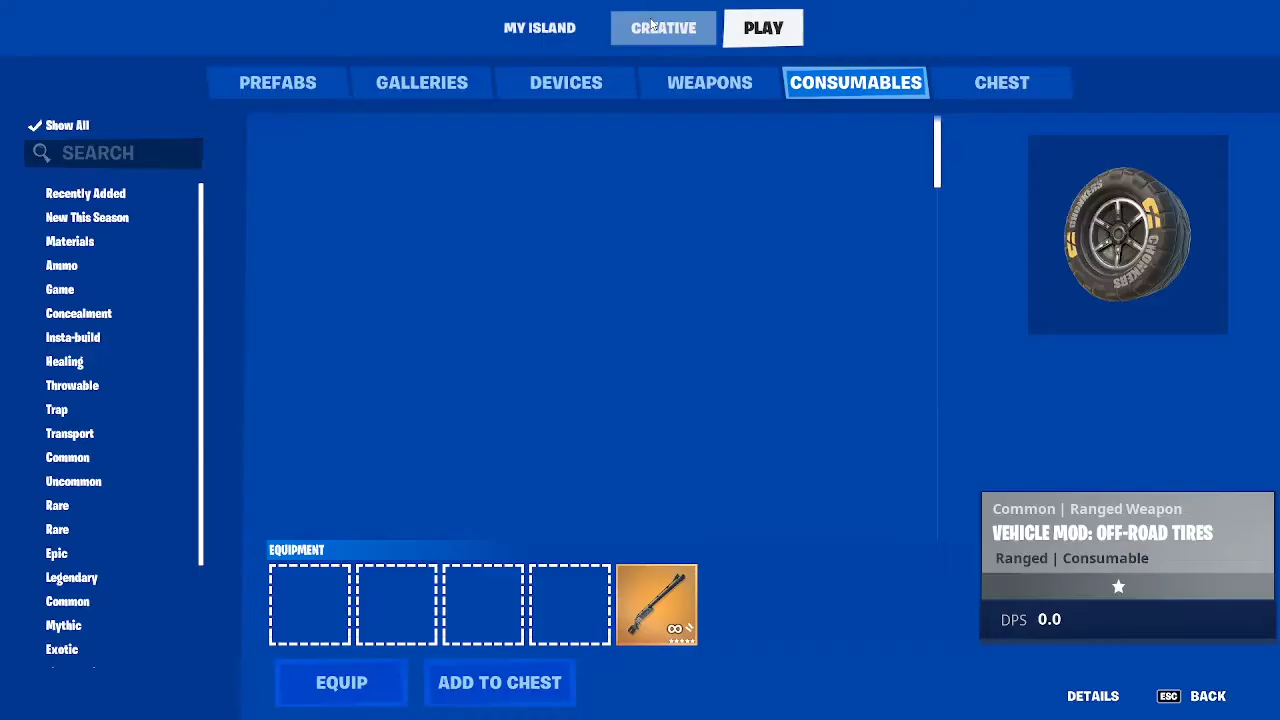 MY ISLAND
CREATIVE
PLAY
PREFABS
GALLERIES
DEVICES
WEAPONS
CONSUMABLES
CHEST
Show All
SEARCH
Recently Added
New This Season
Materials
Ammo
Game
Concealment
Insta-build
Healing
Throwable
Trap
Transport
Common
Uncommon
Rare
Rare
Epic
Legendary
Common
Mythic
Exotic
CHONKERS
CHONKERS
Common | Ranged Weapon
VEHICLE MOD: OFF-ROAD TIRES
Ranged | Consumable
DPS 0.0
EQUIPMENT
∞
EQUIP
ADD TO CHEST
DETAILS
ESC BACK